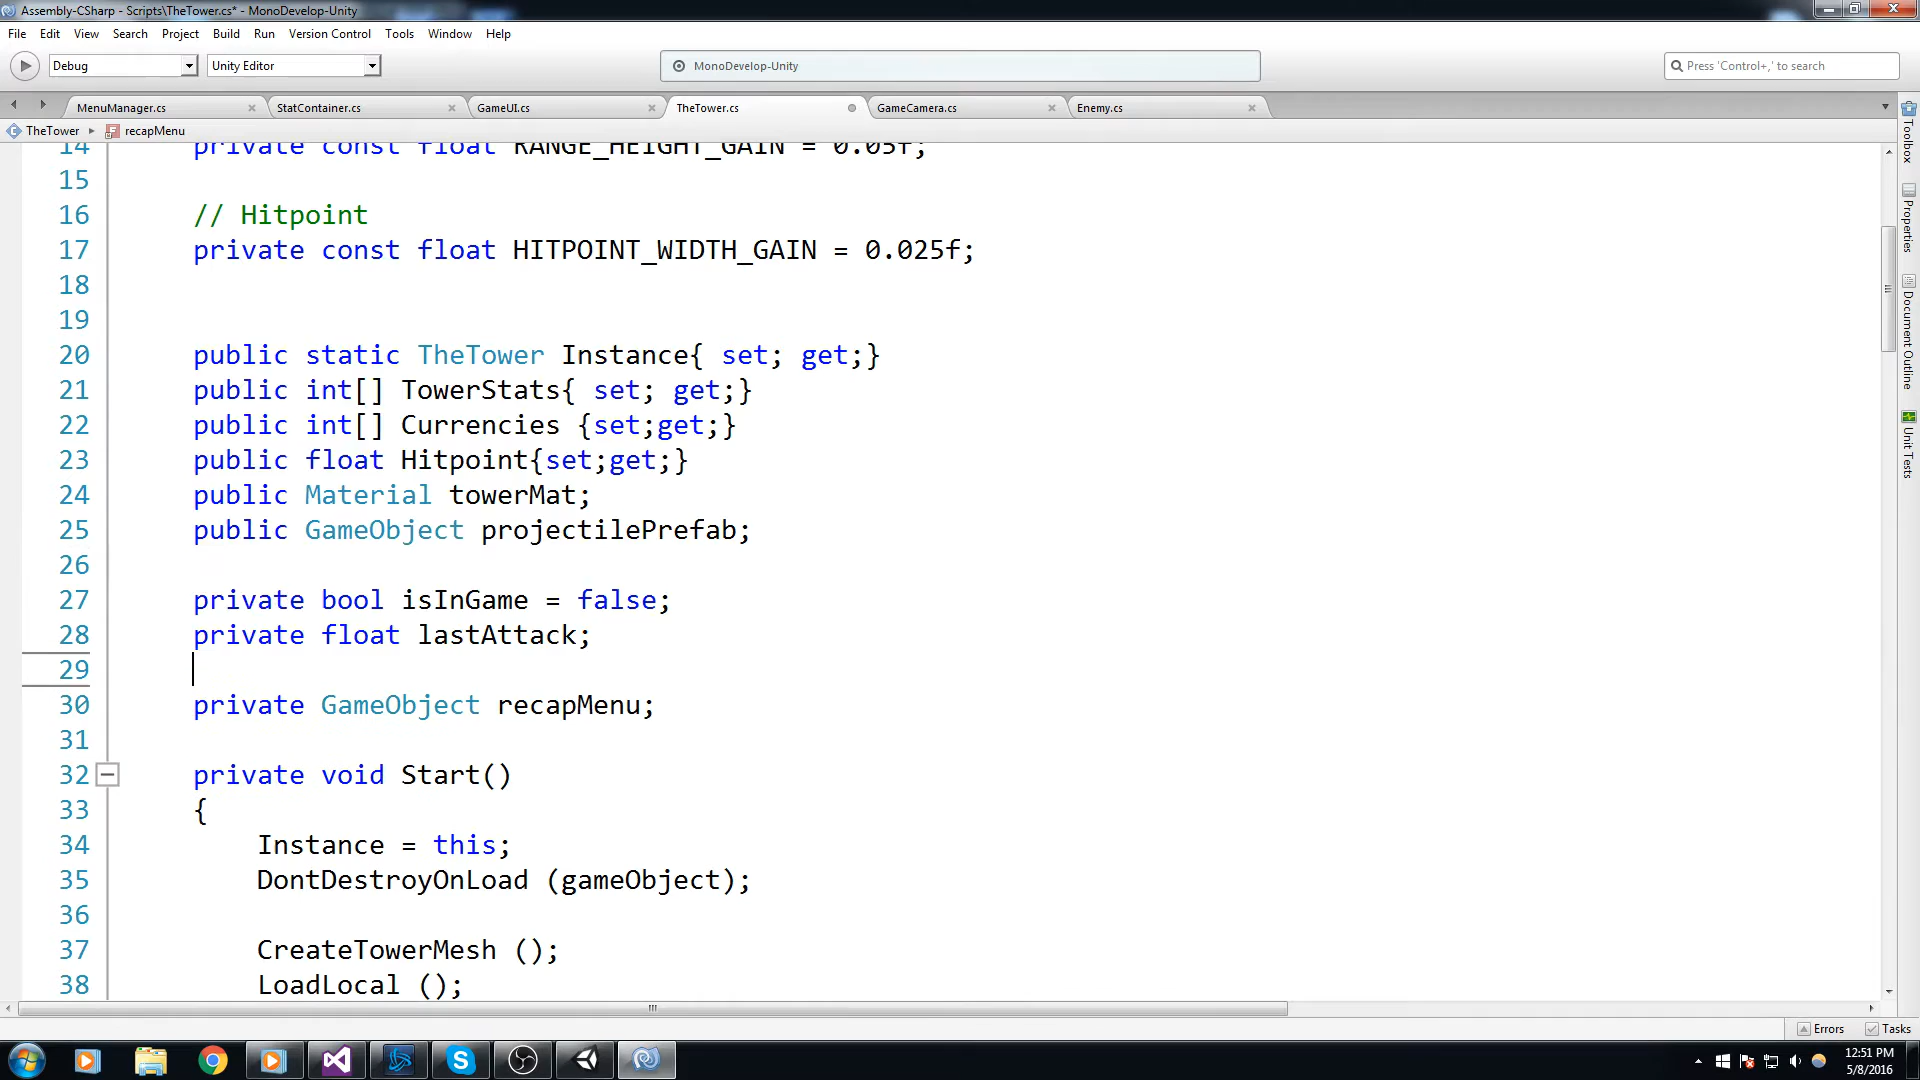 Assembly-CSharp - Scripts\TheTower.cs* - MonoDevelop-Unity
File Edit View Search Project Build Run Version Control Tools Window Help
Debug Unity Editor MonoDevelop-Unity Press 'Control+,' to search
MenuManager.cs StatContainer.cs GameUI.cs TheTower.cs GameCamera.cs Enemy.cs
TheTower recapMenu
14 private const float RANGE_HEIGHT_GAIN = 0.05f;
15
16 // Hitpoint
17 private const float HITPOINT_WIDTH_GAIN = 0.025f;
18
19
20 public static TheTower Instance{ set; get;}
21 public int[] TowerStats{ set; get;}
22 public int[] Currencies {set;get;}
23 public float Hitpoint{set;get;}
24 public Material towerMat;
25 public GameObject projectilePrefab;
26
27 private bool isInGame = false;
28 private float lastAttack;
29
30 private GameObject recapMenu;
31
32 private void Start()
33 {
34 Instance = this;
35 DontDestroyOnLoad (gameObject);
36
37 CreateTowerMesh ();
38 LoadLocal ();
Toolbox
Properties
Document Outline
Unit Tests
Errors Tasks
12:51 PM
5/8/2016